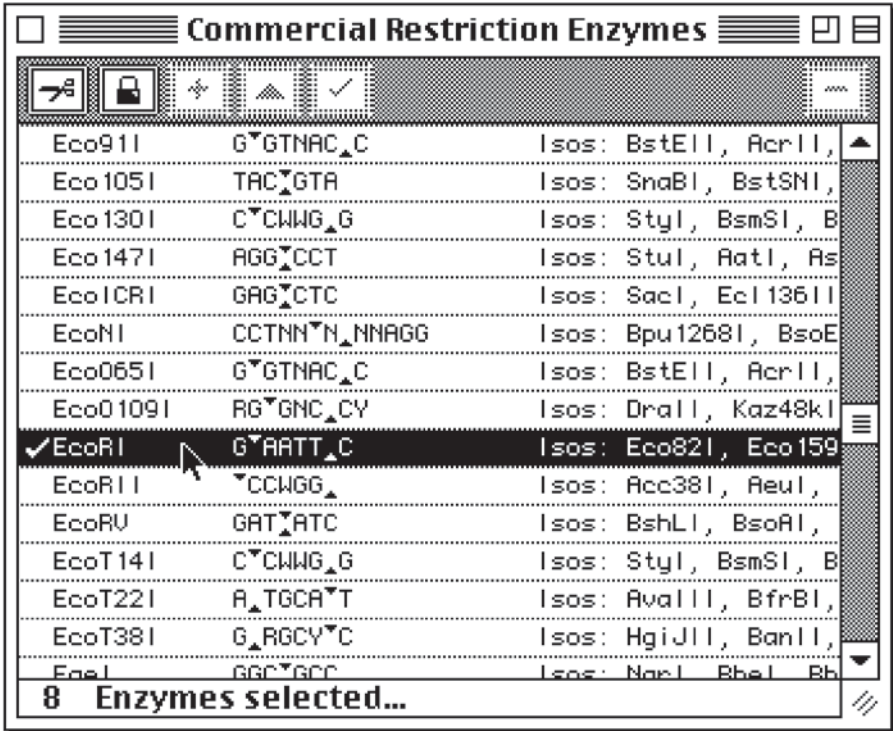 Commercial Restriction Enzymes
Eco91I G▼GTNAC▲C Isos: BstEII, AcrII,
Eco105I TAC▼▲GTA Isos: SnaBI, BstSNI,
Eco130I C▼CWWG▲G Isos: StyI, BsmSI, B
Eco147I AGG▼▲CCT Isos: StuI, AatI, As
EcoICRI GAG▼▲CTC Isos: SacI, Ecl136II
EcoNI CCTNN▼N▲NNAGG Isos: Bpu1268I, BsoE
EcoO65I G▼GTNAC▲C Isos: BstEII, AcrII,
EcoO109I RG▼GNC▲CY Isos: DraII, Kaz48kI
✓EcoRI G▼AATT▲C Isos: Eco82I, Eco159
EcoRII ▼CCWGG▲ Isos: Acc38I, AeuI,
EcoRV GAT▼▲ATC Isos: BshLI, BsoAI,
EcoT14I C▼CWWG▲G Isos: StyI, BsmSI, B
EcoT22I A▲TGCA▼T Isos: AvaIII, BfrBI,
EcoT38I G▲RGCY▼C Isos: HgiJII, BanII,
GGC▼GCC Isos: NarI
8 Enzymes selected...